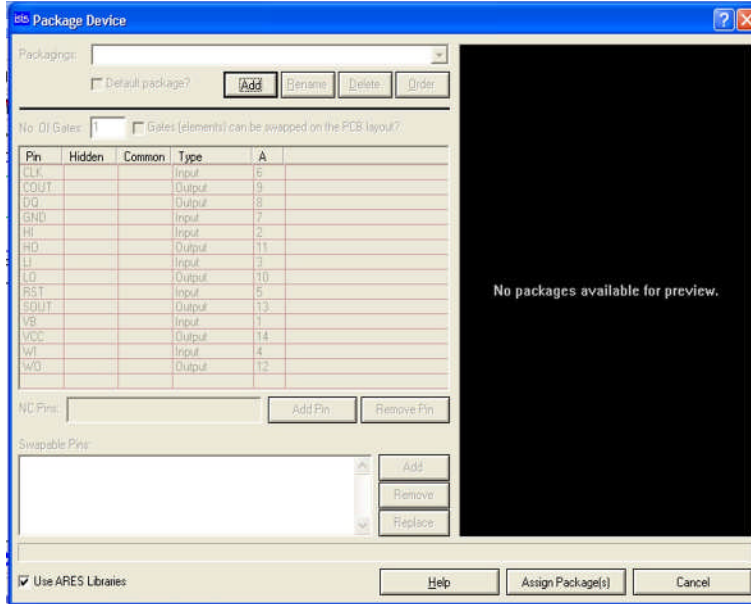 isis Package Device
Packagings:
Default package?
Add Rename Delete Order
No. Of Gates: 1 Gates (elements) can be swapped on the PCB layout?
Pin Hidden Common Type A
CLK Input 6
COUT Output 9
DQ Output 8
GND Input 7
HI Input 2
HO Output 11
LI Input 3
LO Output 10
RST Input 5
SOUT Output 13
VB Input 1
VCC Output 14
WI Input 4
WO Output 12
NC Pins: Add Pin Remove Pin
Swapable Pins:
Add
Remove
Replace
No packages available for preview.
Use ARES Libraries Help Assign Package(s) Cancel